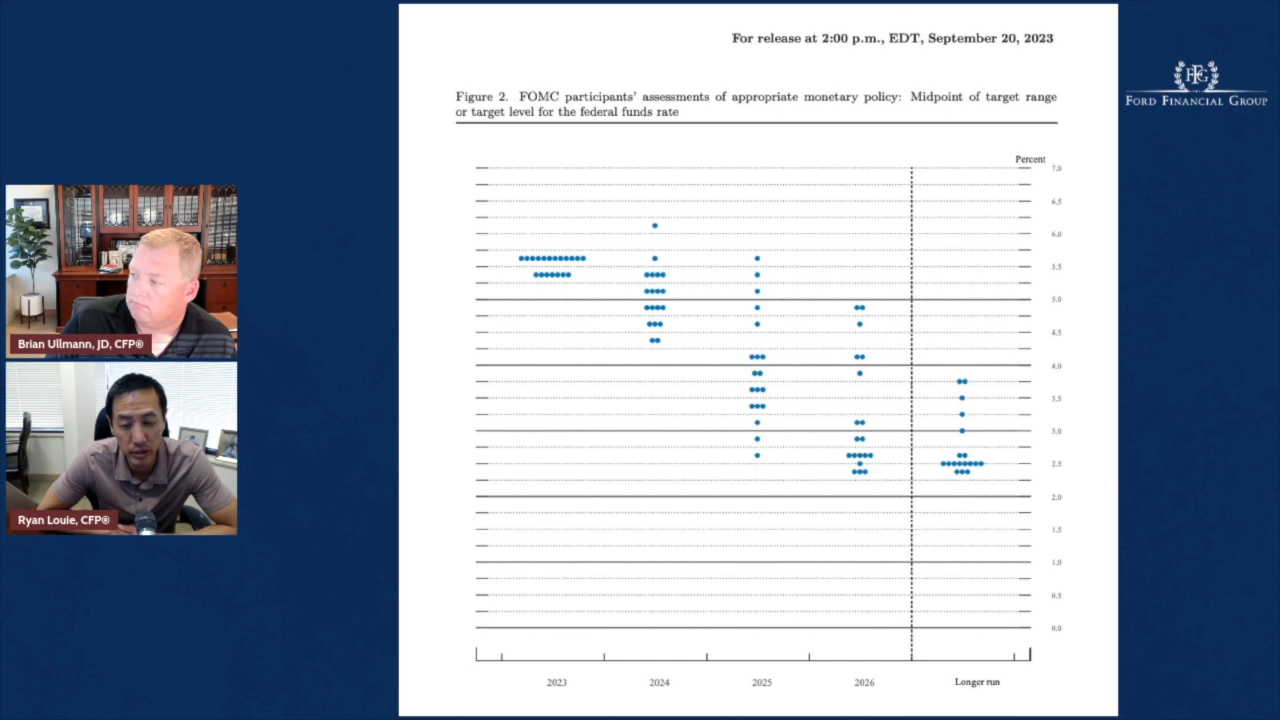 For release at 2:00 p.m., EDT, September 20, 2023
FFG
FORD FINANCIAL GROUP
Figure 2. FOMC participants' assessments of appropriate monetary policy: Midpoint of target range
or target level for the federal funds rate
Percent
7.0
6.5
6.0
5.5
5.0
4.5
4.0
3.5
3.0
2.5
2.0
1.5
1.0
0.5
0.0
2023 2024 2025 2026 Longer run
Brian Ullmann, JD, CFP®
Ryan Louie, CFP®